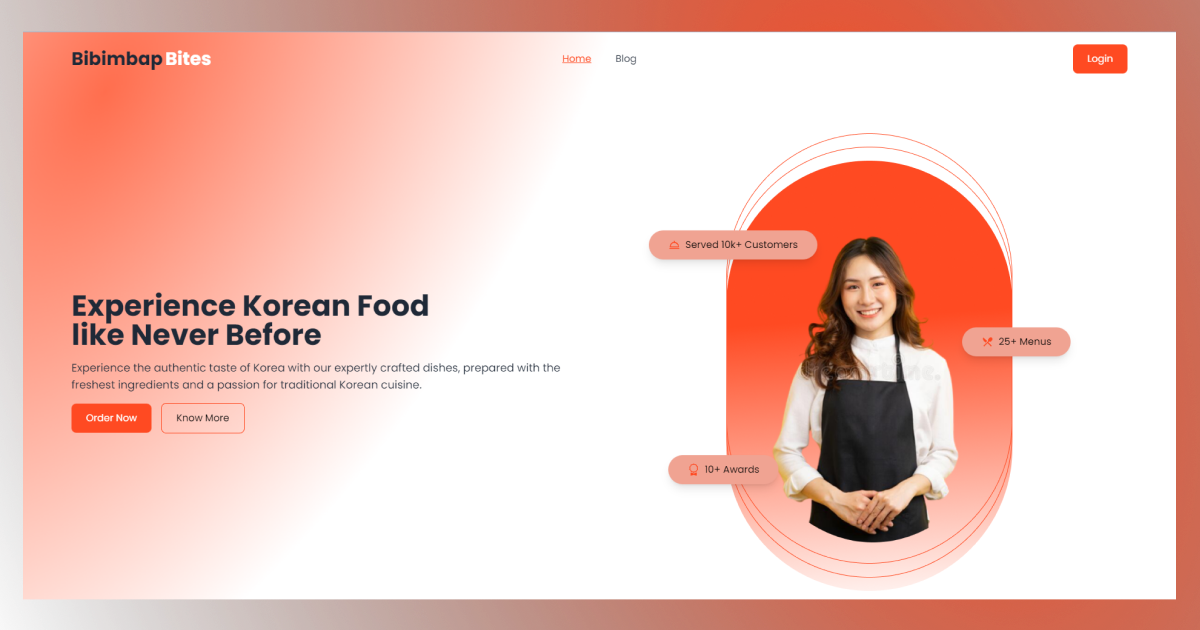 Bibimbap Bites
Home
Blog
Login
Served 10k+ Customers
25+ Menus
Experience Korean Food
like Never Before
Experience the authentic taste of Korea with our expertly crafted dishes, prepared with the
freshest ingredients and a passion for traditional Korean cuisine.
Order Now
Know More
10+ Awards